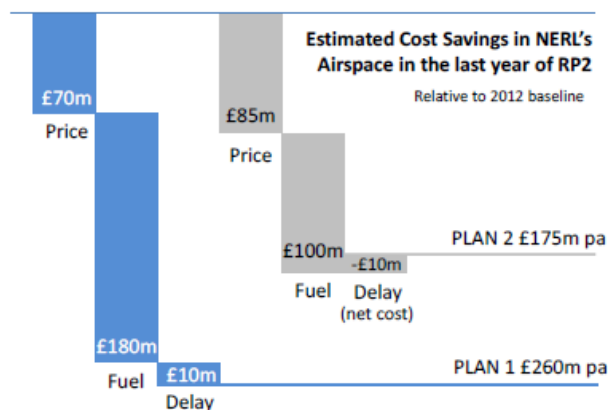 Estimated Cost Savings in NERL's
Airspace in the last year of RP2
Relative to 2012 baseline
£70m
Price
£85m
Price
PLAN 2 £175m pa
£100m
-£10m
Fuel
Delay
(net cost)
£180m
PLAN 1 £260m pa
Fuel
£10m
Delay